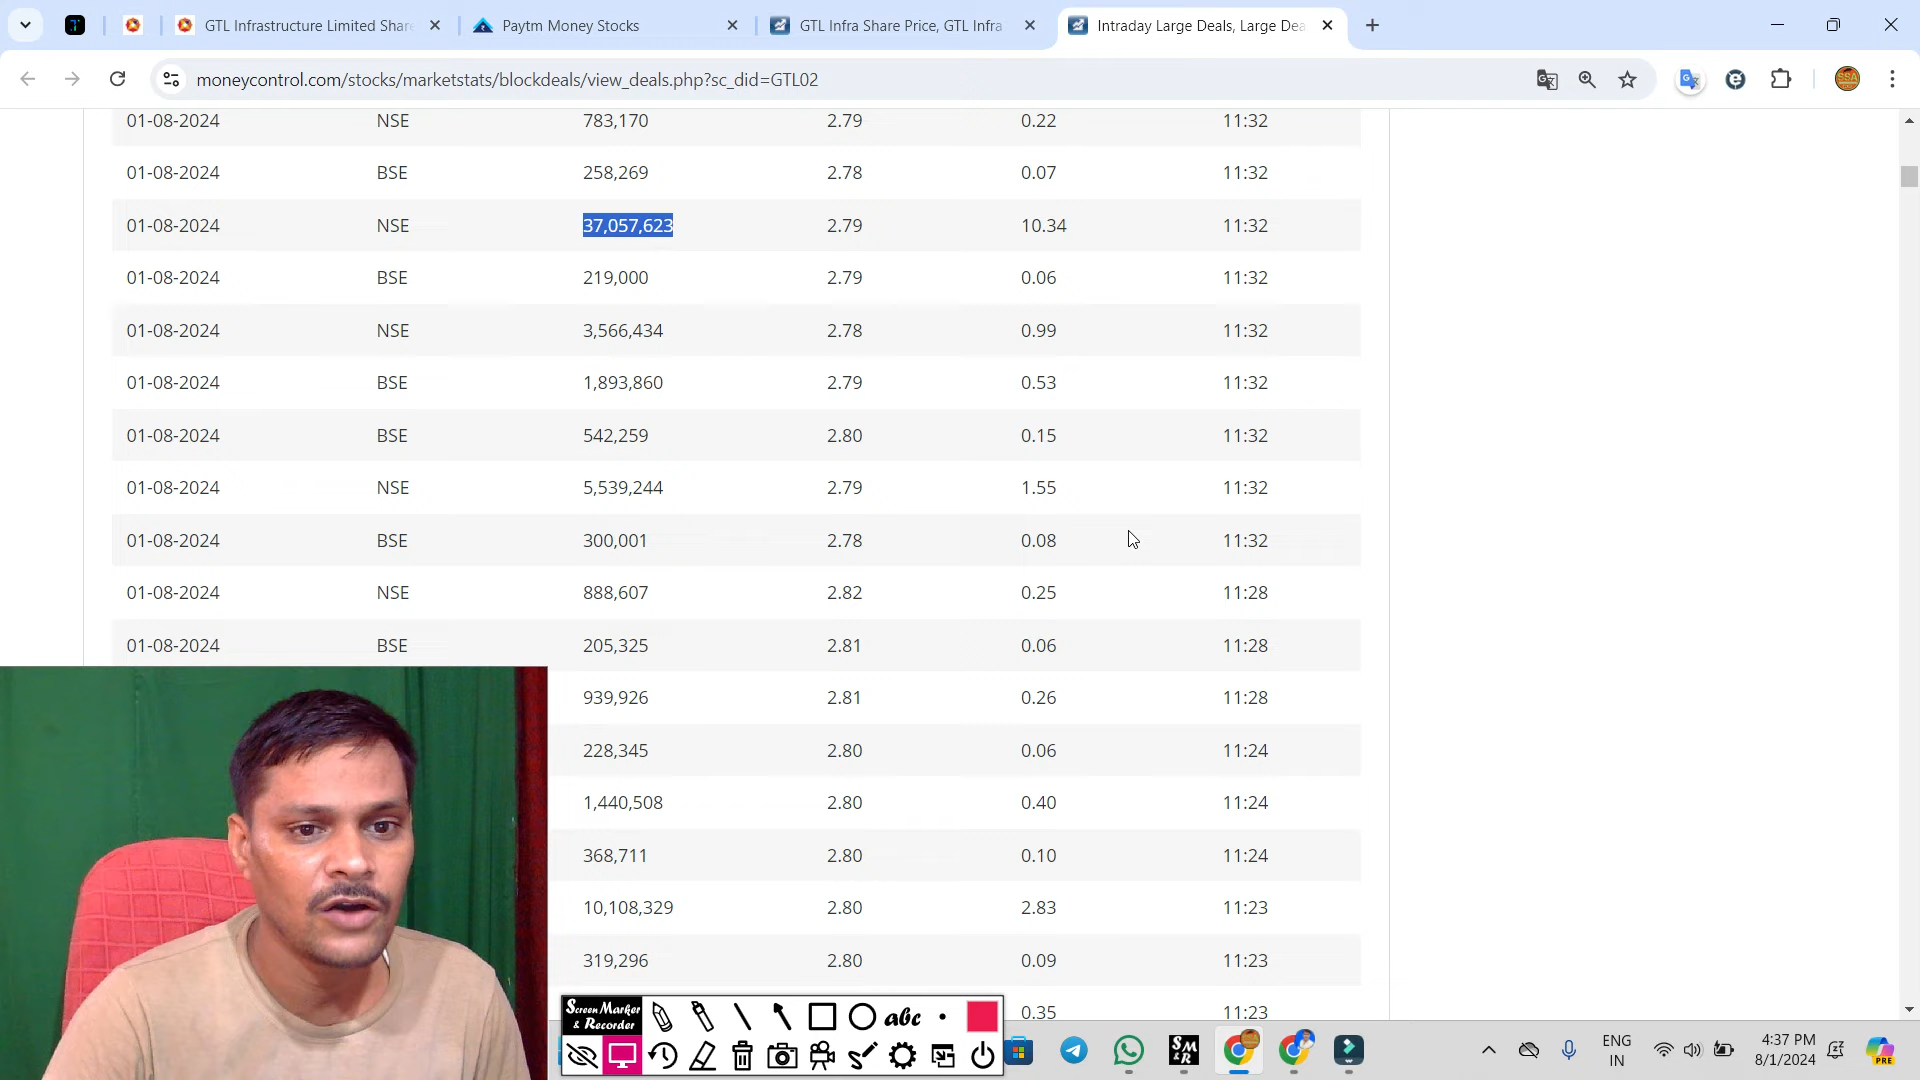 GTL Infrastructure Limited Share
Paytm Money Stocks
GTL Infra Share Price, GTL Infra
Intraday Large Deals, Large Dea
moneycontrol.com/stocks/marketstats/blockdeals/view_deals.php?sc_did=GTL02
01-08-2024 NSE 783,170 2.79 0.22 11:32
01-08-2024 BSE 258,269 2.78 0.07 11:32
01-08-2024 NSE 37,057,623 2.79 10.34 11:32
01-08-2024 BSE 219,000 2.79 0.06 11:32
01-08-2024 NSE 3,566,434 2.78 0.99 11:32
01-08-2024 BSE 1,893,860 2.79 0.53 11:32
01-08-2024 BSE 542,259 2.80 0.15 11:32
01-08-2024 NSE 5,539,244 2.79 1.55 11:32
01-08-2024 BSE 300,001 2.78 0.08 11:32
01-08-2024 NSE 888,607 2.82 0.25 11:28
01-08-2024 BSE 205,325 2.81 0.06 11:28
939,926 2.81 0.26 11:28
228,345 2.80 0.06 11:24
1,440,508 2.80 0.40 11:24
368,711 2.80 0.10 11:24
10,108,329 2.80 2.83 11:23
319,296 2.80 0.09 11:23
0.35 11:23
Screen Marker
& Recorder
abc
SM
&R
ENG
IN
4:37 PM
8/1/2024
PRE
SSA